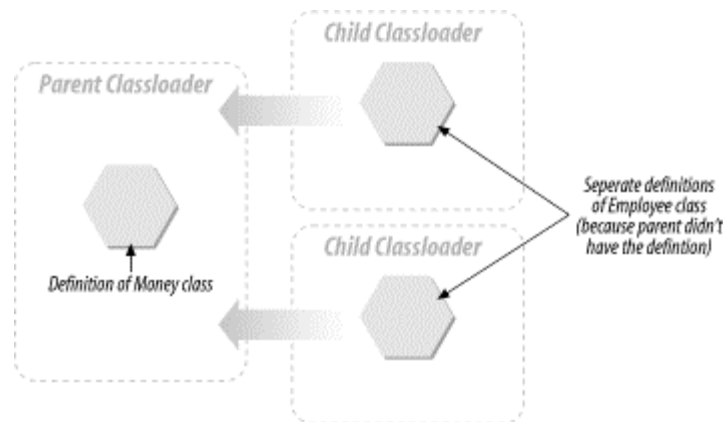 Child Classloader
Parent Classloader
Seperate definitions
of Employee class
(because parent didn't
have the defintion)
Definition of Money class
Child Classloader